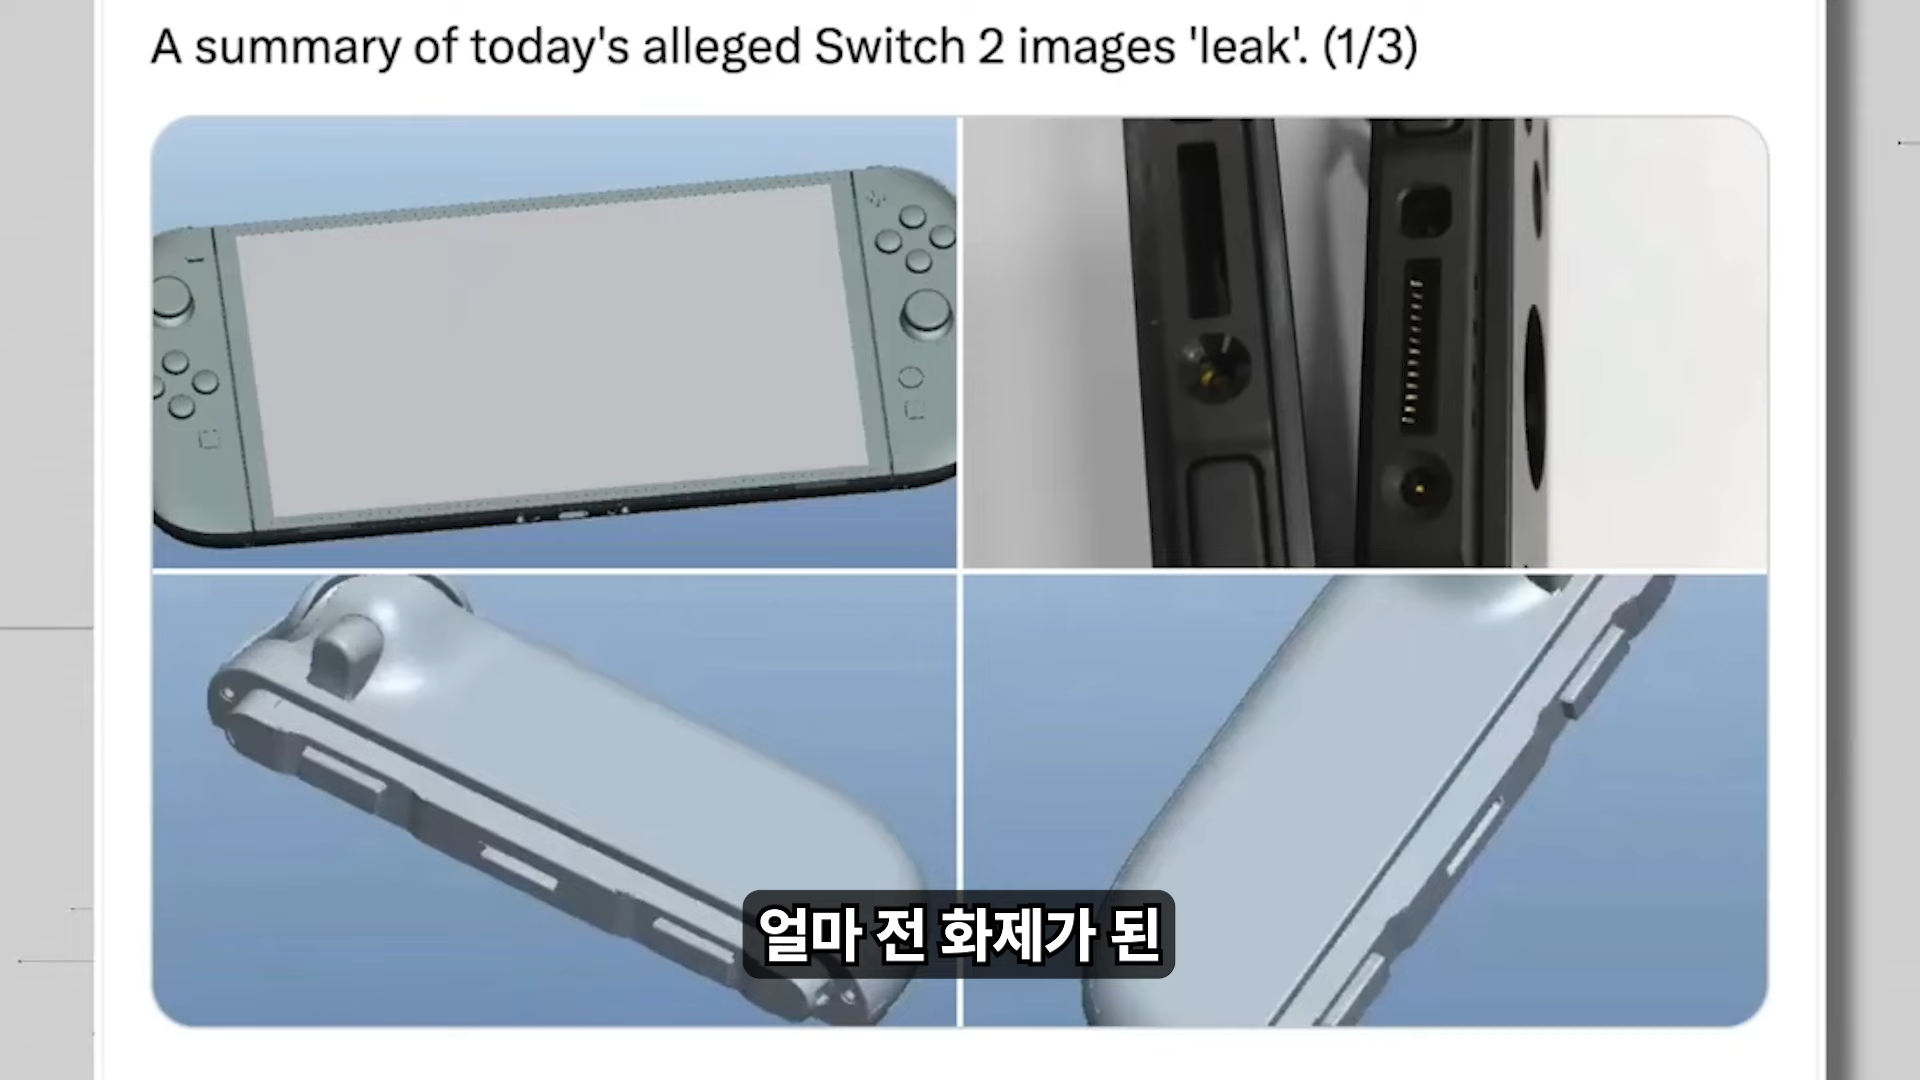 A summary of today's alleged Switch 2 images 'leak'. (1/3)
얼마 전 화제가 된